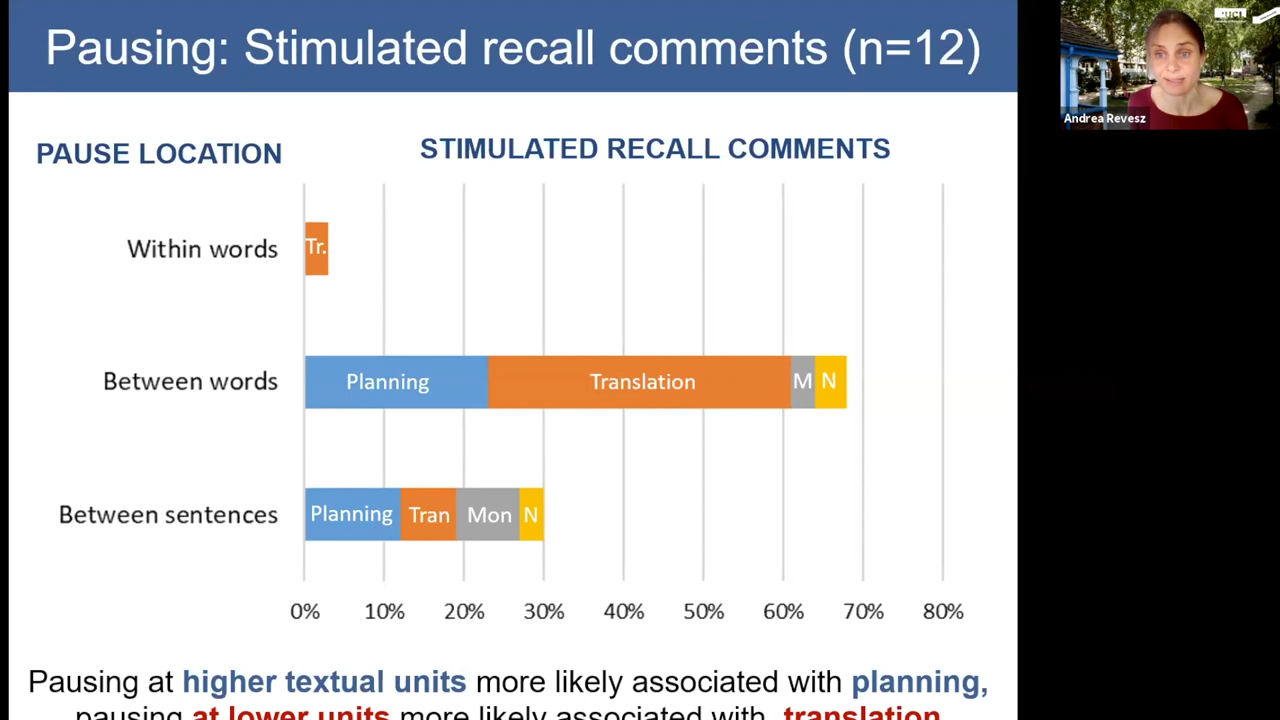 Pausing: Stimulated recall comments (n=12)
Andrea Revesz
PAUSE LOCATION
STIMULATED RECALL COMMENTS
Within words
Tr.
Between words
Planning
Translation
M
N
Between sentences
Planning
Tran
Mon
N
0%
10%
20%
30%
40%
50%
60%
70%
80%
Pausing at higher textual units more likely associated with planning,
pausing at lower units more likely associated with translation